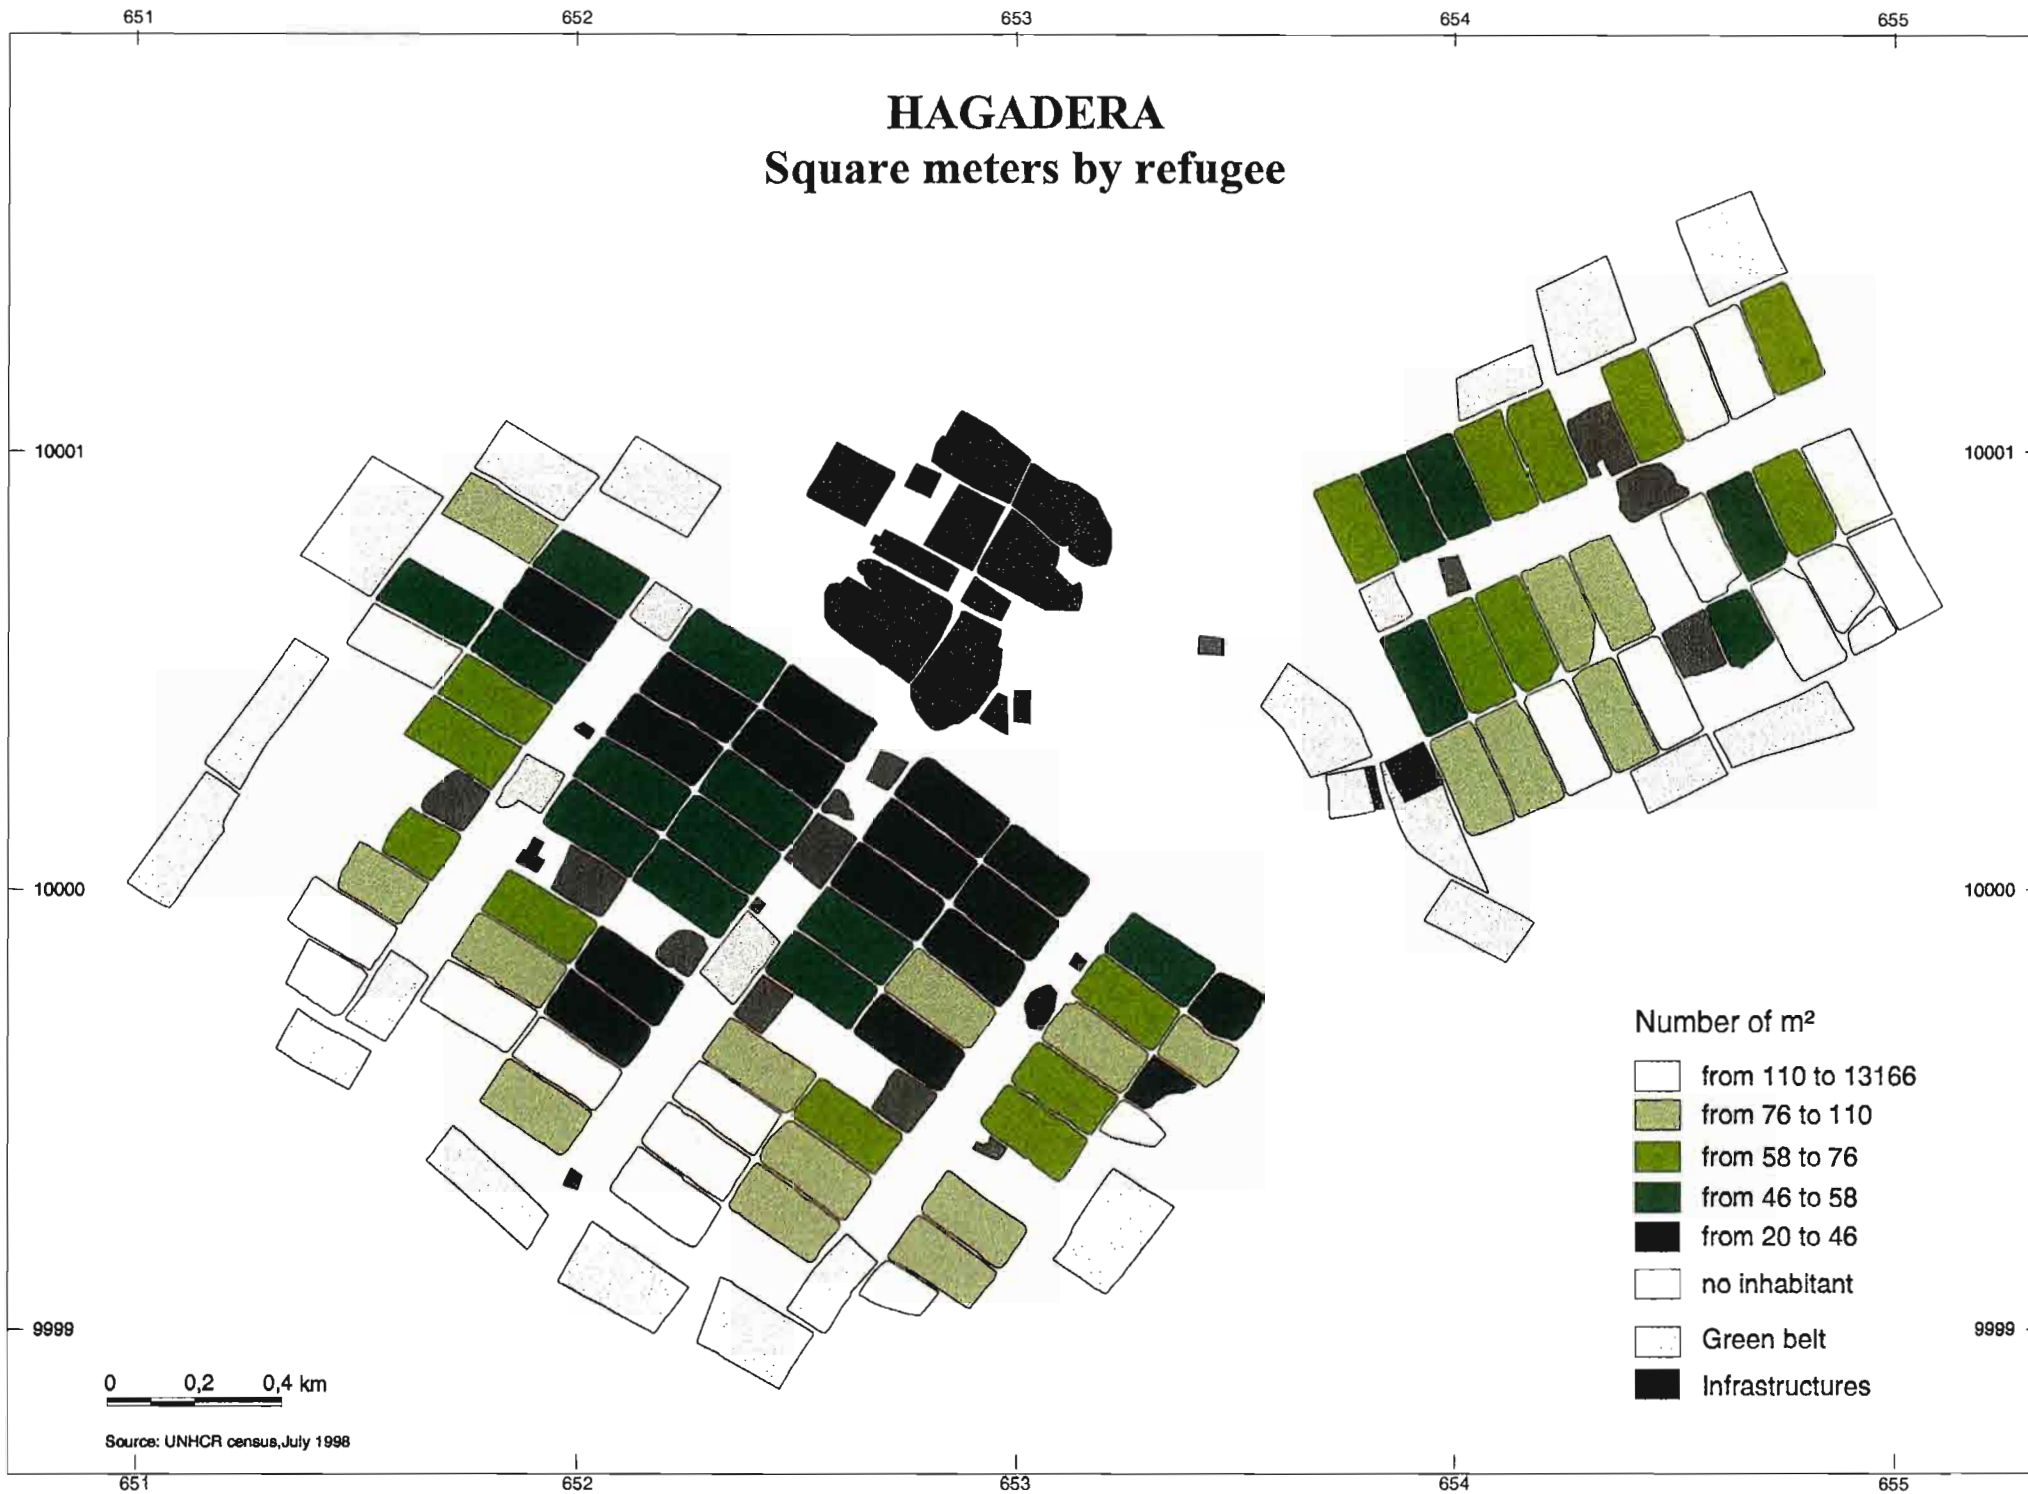 651 652 653 654 655
HAGADERA
Square meters by refugee
10001 10001
10000 10000
Number of m²
from 110 to 13166
from 76 to 110
from 58 to 76
from 46 to 58
from 20 to 46
no inhabitant
9999 9999
Green belt
0 0,2 0,4 km
Infrastructures
Source: UNHCR census,July 1998
651 652 653 654 655